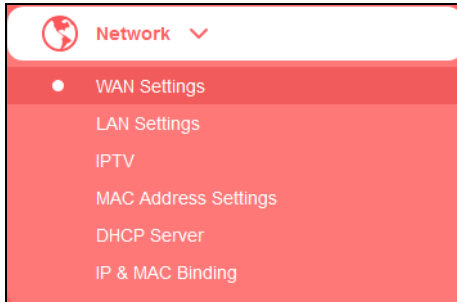 Network
WAN Settings
LAN Settings
IPTV
MAC Address Settings
DHCP Server
IP & MAC Binding